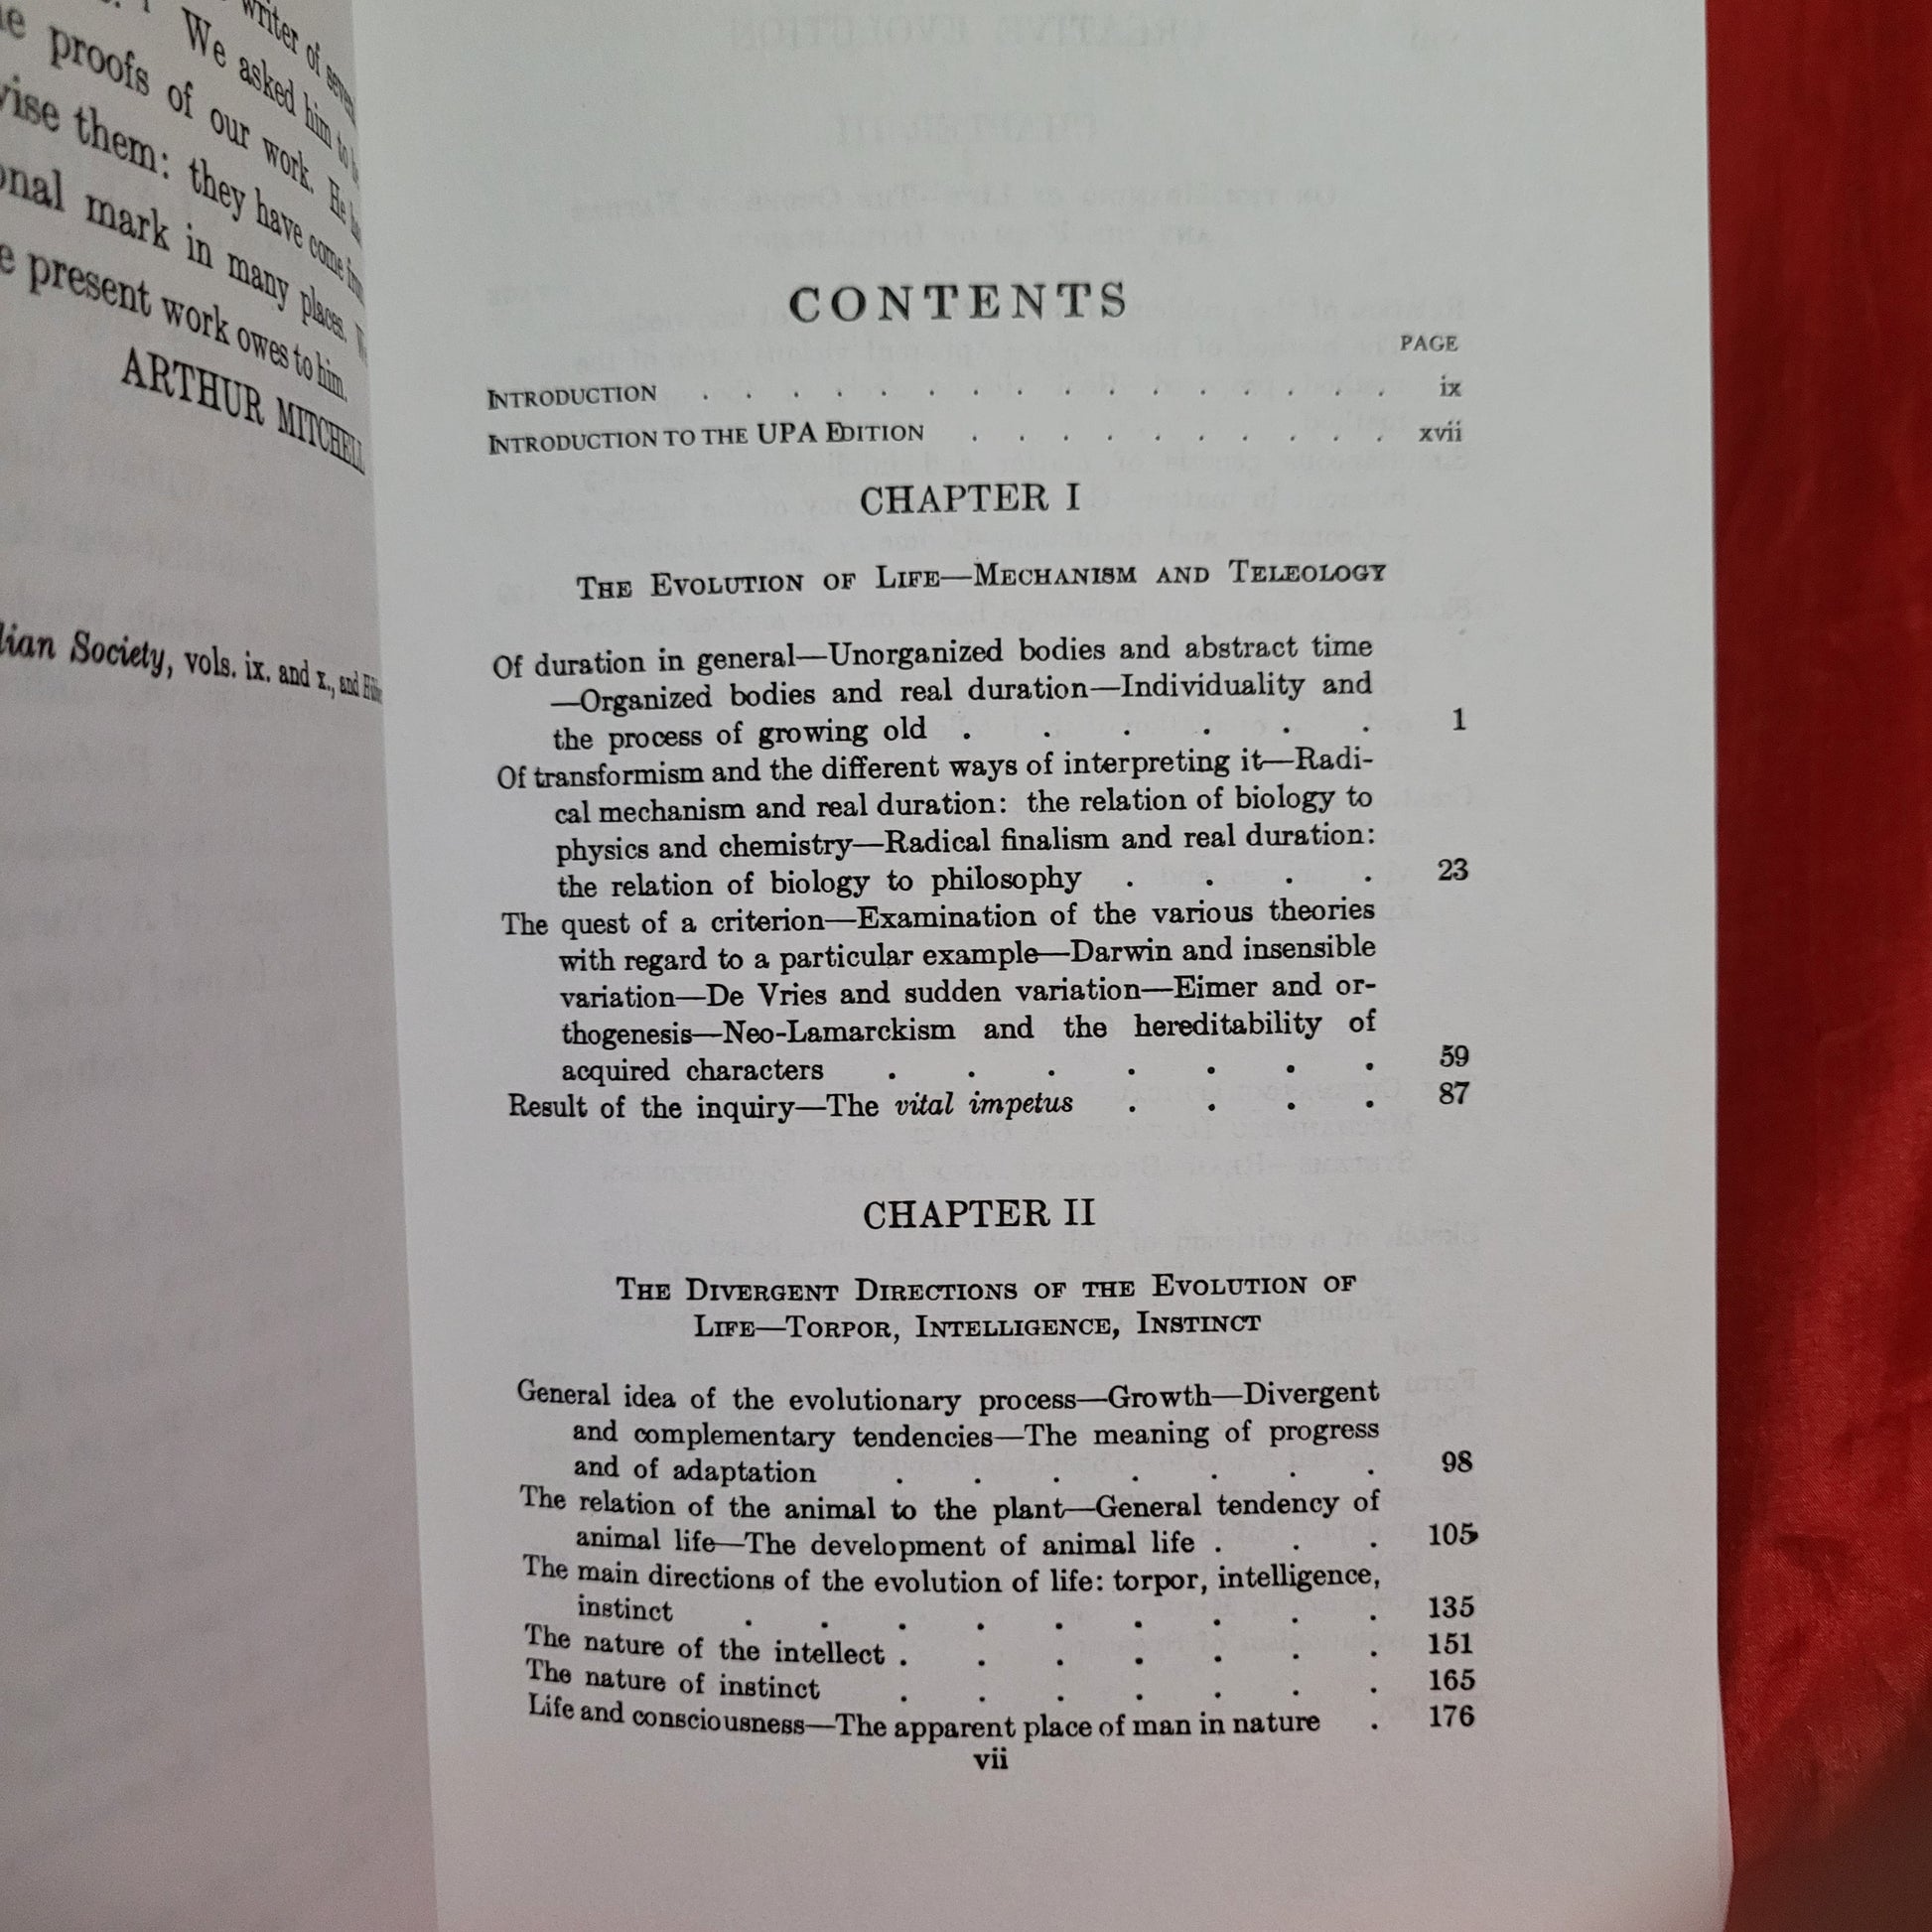 writer of seven
We asked him to
proofs of our work. He
them: they have come
mark in many places.
present work owes to him.
ARTHUR MITCHELL
Society, vols. ix. and x., and
CONTENTS
PAGE
INTRODUCTION . . . . . . . . . . . . . . . . ix
INTRODUCTION TO THE UPA EDITION . . . . . . . . . . xvii
CHAPTER I
THE EVOLUTION OF LIFE—MECHANISM AND TELEOLOGY
Of duration in general—Unorganized bodies and abstract time
—Organized bodies and real duration—Individuality and
the process of growing old . . . . . . 1
Of transformism and the different ways of interpreting it—Radi-
cal mechanism and real duration: the relation of biology to
physics and chemistry—Radical finalism and real duration:
the relation of biology to philosophy . . . . 23
The quest of a criterion—Examination of the various theories
with regard to a particular example—Darwin and insensible
variation—De Vries and sudden variation—Eimer and or-
thogenesis—Neo-Lamarckism and the hereditability of
acquired characters . . . . . . . 59
Result of the inquiry—The vital impetus . . . . 87
CHAPTER II
THE DIVERGENT DIRECTIONS OF THE EVOLUTION OF
LIFE—TORPOR, INTELLIGENCE, INSTINCT
General idea of the evolutionary process—Growth—Divergent
and complementary tendencies—The meaning of progress
and of adaptation . . . . . . . 98
The relation of the animal to the plant—General tendency of
animal life—The development of animal life . . . 105
The main directions of the evolution of life: torpor, intelligence,
instinct . . . . . . . . . 135
The nature of the intellect . . . . . . . 151
The nature of instinct . . . . . . . 165
Life and consciousness—The apparent place of man in nature . 176
vii